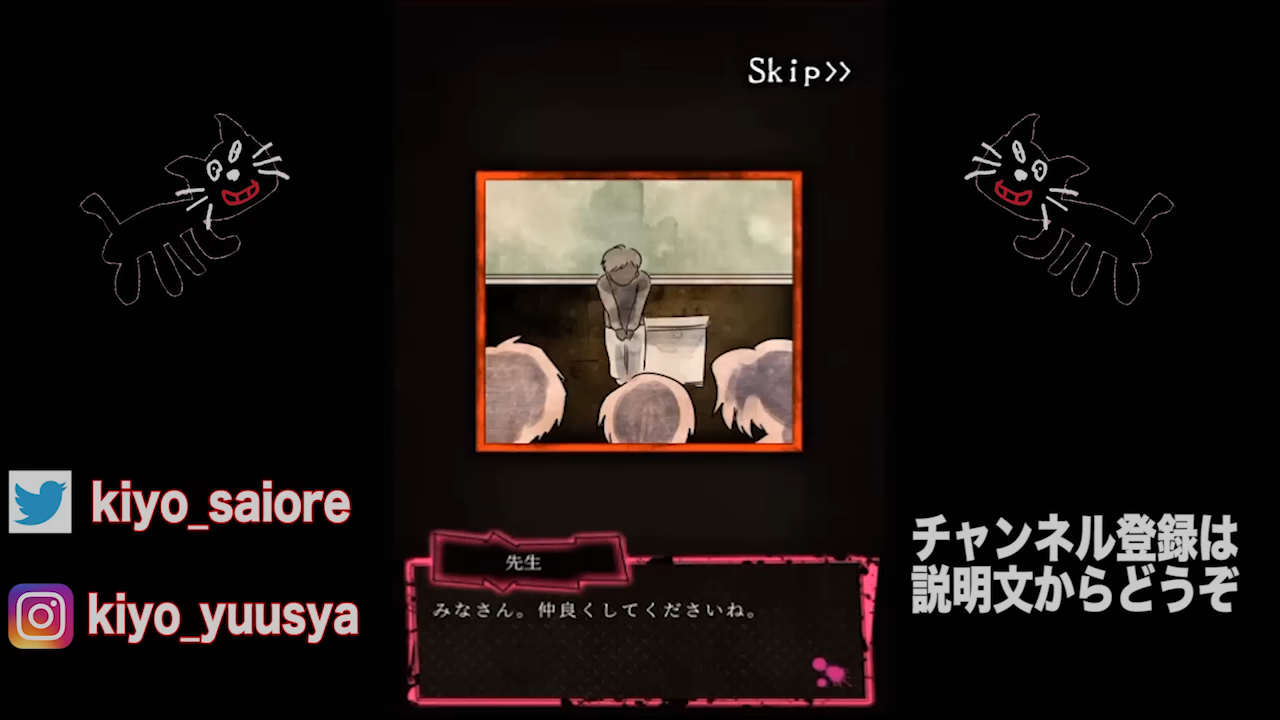 Skip>>
kiyo_saiore
kiyo_yuusya
チャンネル登録は
説明文からどうぞ
先生
みなさん。仲良くしてくださいね。